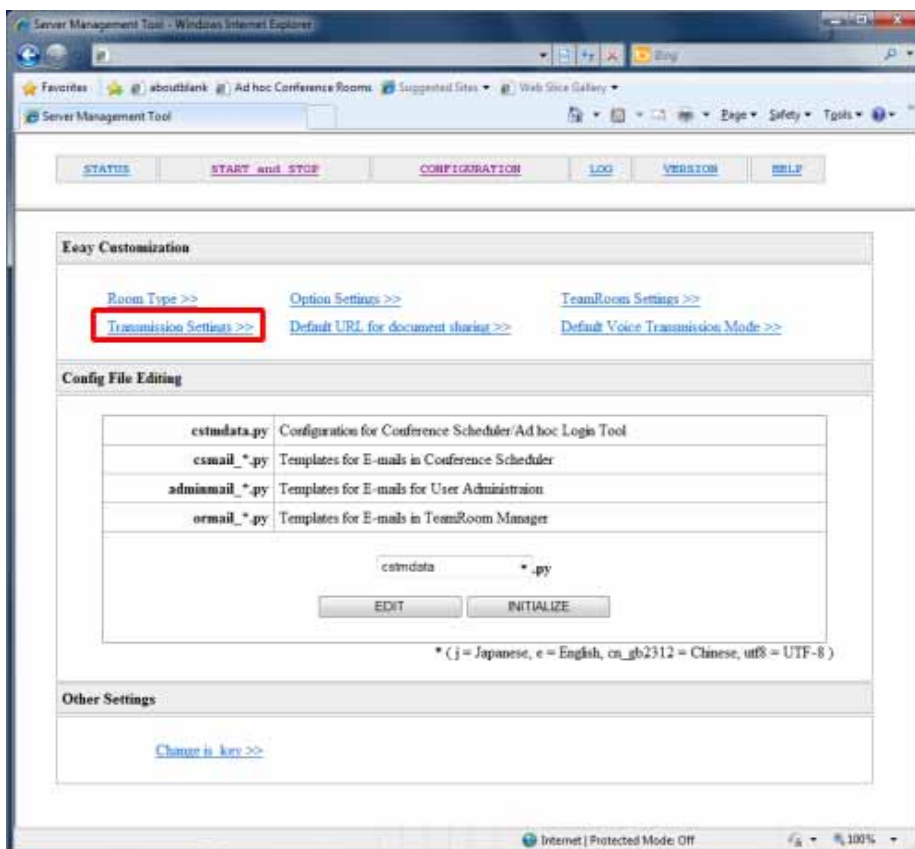 Server Management Tool - Windows Internet Explorer
Bing
Favorites about:blank Ad hoc Conference Rooms Suggested Sites Web Slice Gallery
Server Management Tool Page Safety Tools
STATUS START and STOP CONFIGURATION LOG VERSION HELP
Eeay Customization
Room Type >> Option Settings >> TeamRoom Settings >>
Transmission Settings >> Default URL for document sharing >> Default Voice Transmission Mode >>
Config File Editing
cstmdata.py Configuration for Conference Scheduler/Ad hoc Login Tool
csmail_*.py Templates for E-mails in Conference Scheduler
adminmail_*.py Templates for E-mails for User Administraion
ormail_*.py Templates for E-mails in TeamRoom Manager
cstmdata .py
EDIT INITIALIZE
* ( j = Japanese, e = English, cn_gb2312 = Chinese, utf8 = UTF-8 )
Other Settings
Change is_key >>
Internet | Protected Mode: Off 100%